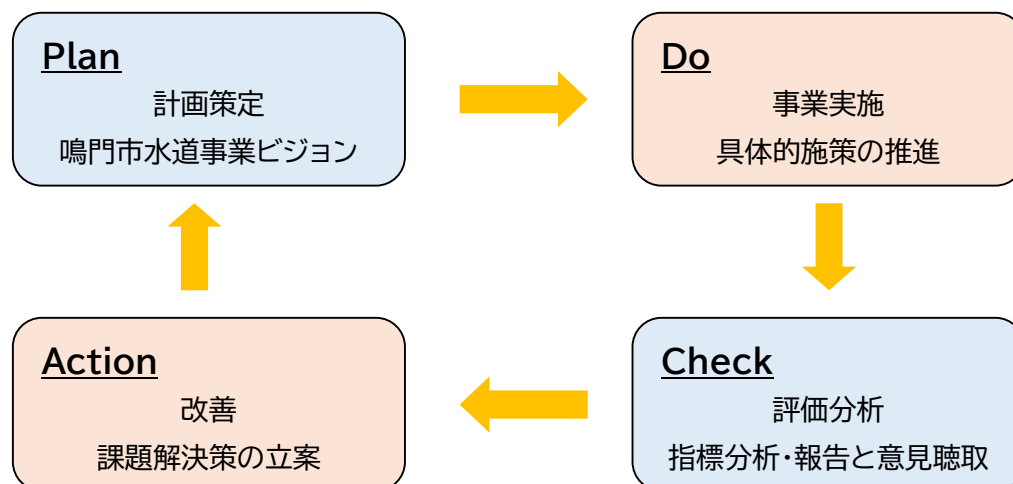 Plan
計画策定
鳴門市水道事業ビジョン
Do
事業実施
具体的施策の推進
Action
改善
課題解決策の立案
Check
評価分析
指標分析・報告と意見聴取